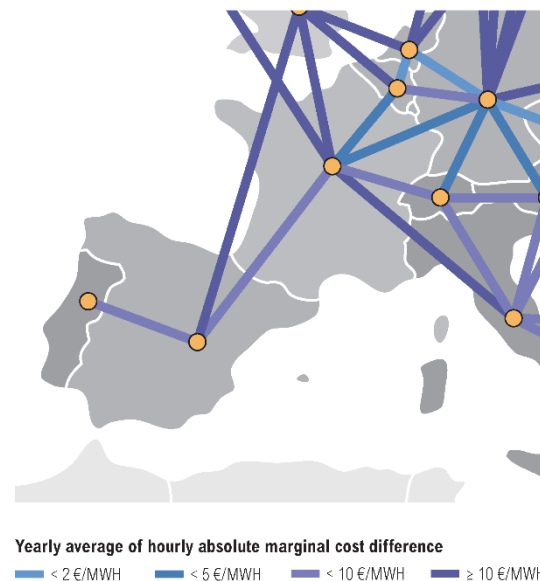 Yearly average of hourly absolute marginal cost difference
< 2 €/MWH < 5 €/MWH < 10 €/MWH ≥ 10 €/MWH